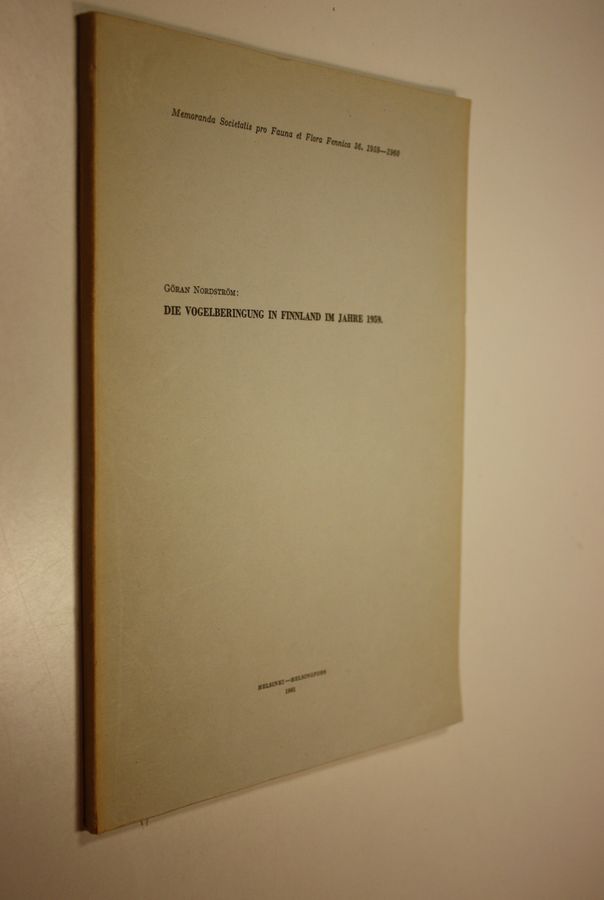 Memoranda Societatis pro Fauna et Flora Fennica 36. 1959—1960
GÖRAN NORDSTRÖM:
DIE VOGELBERINGUNG IN FINNLAND IM JAHRE 1959.
HELSINKI—HELSINGFORS
1961